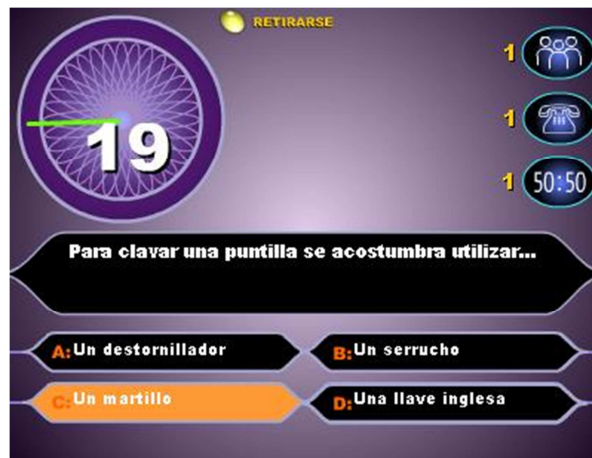 RETIRARSE
1
19
1
1 50:50
Para clavar una puntilla se acostumbra utilizar...
A: Un destornillador
B: Un serrucho
C: Un martillo
D: Una llave inglesa